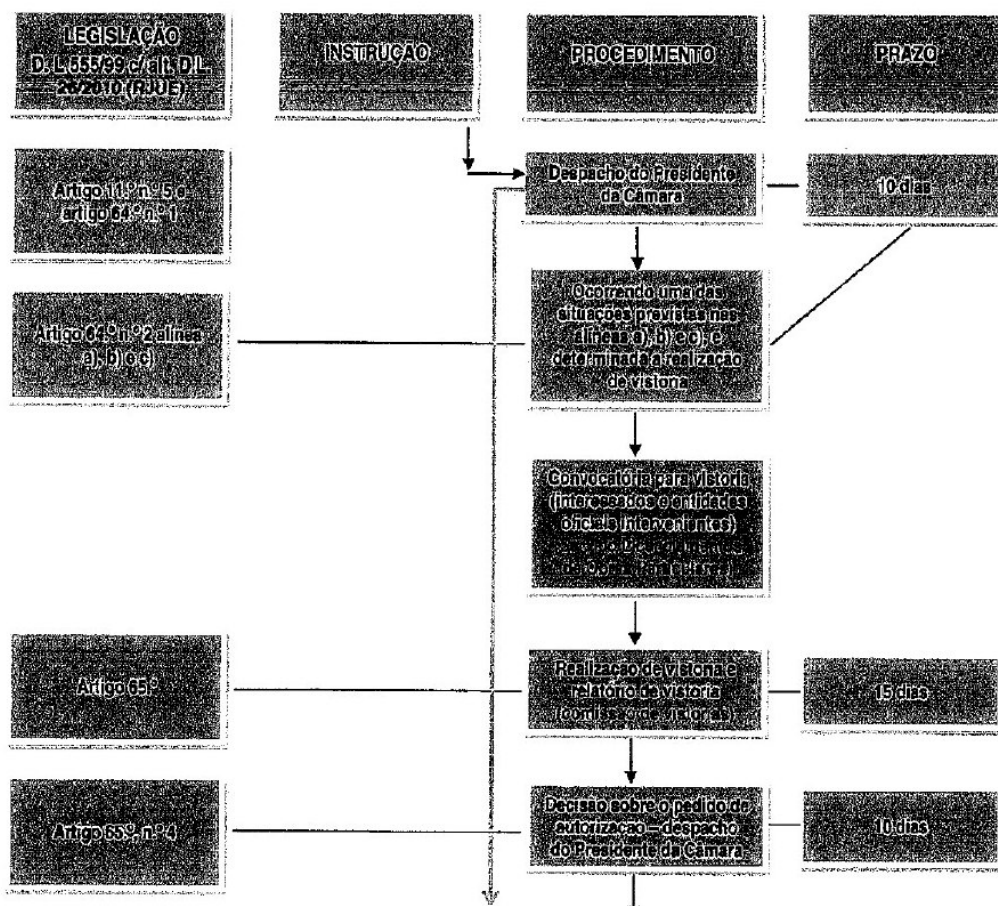 LEGISLAÇÃO
D. L 555/99 c/ alt. D.L
26/2010 (RJUE)
INSTRUÇÃO
PROCEDIMENTO
PRAZO
Artigo 11.º n.º 5 e
artigo 64.º n.º 1
Despacho do Presidente
da Câmara
10 dias
Artigo 64.º n.º 2 alínea
a), b) e c)
Ocorrendo uma das
situações previstas nas
alíneas a), b) e c), é
determinada a realização
de vistoria
Convocatória para vistoria
(interessados e entidades
oficiais intervenientes)
Artigo 65.º
Realização de vistoria e
relatório de vistoria
(comissão de vistorias)
15 dias
Artigo 65.º, n.º 4
Decisão sobre o pedido de
autorização – despacho
do Presidente da Câmara
10 dias